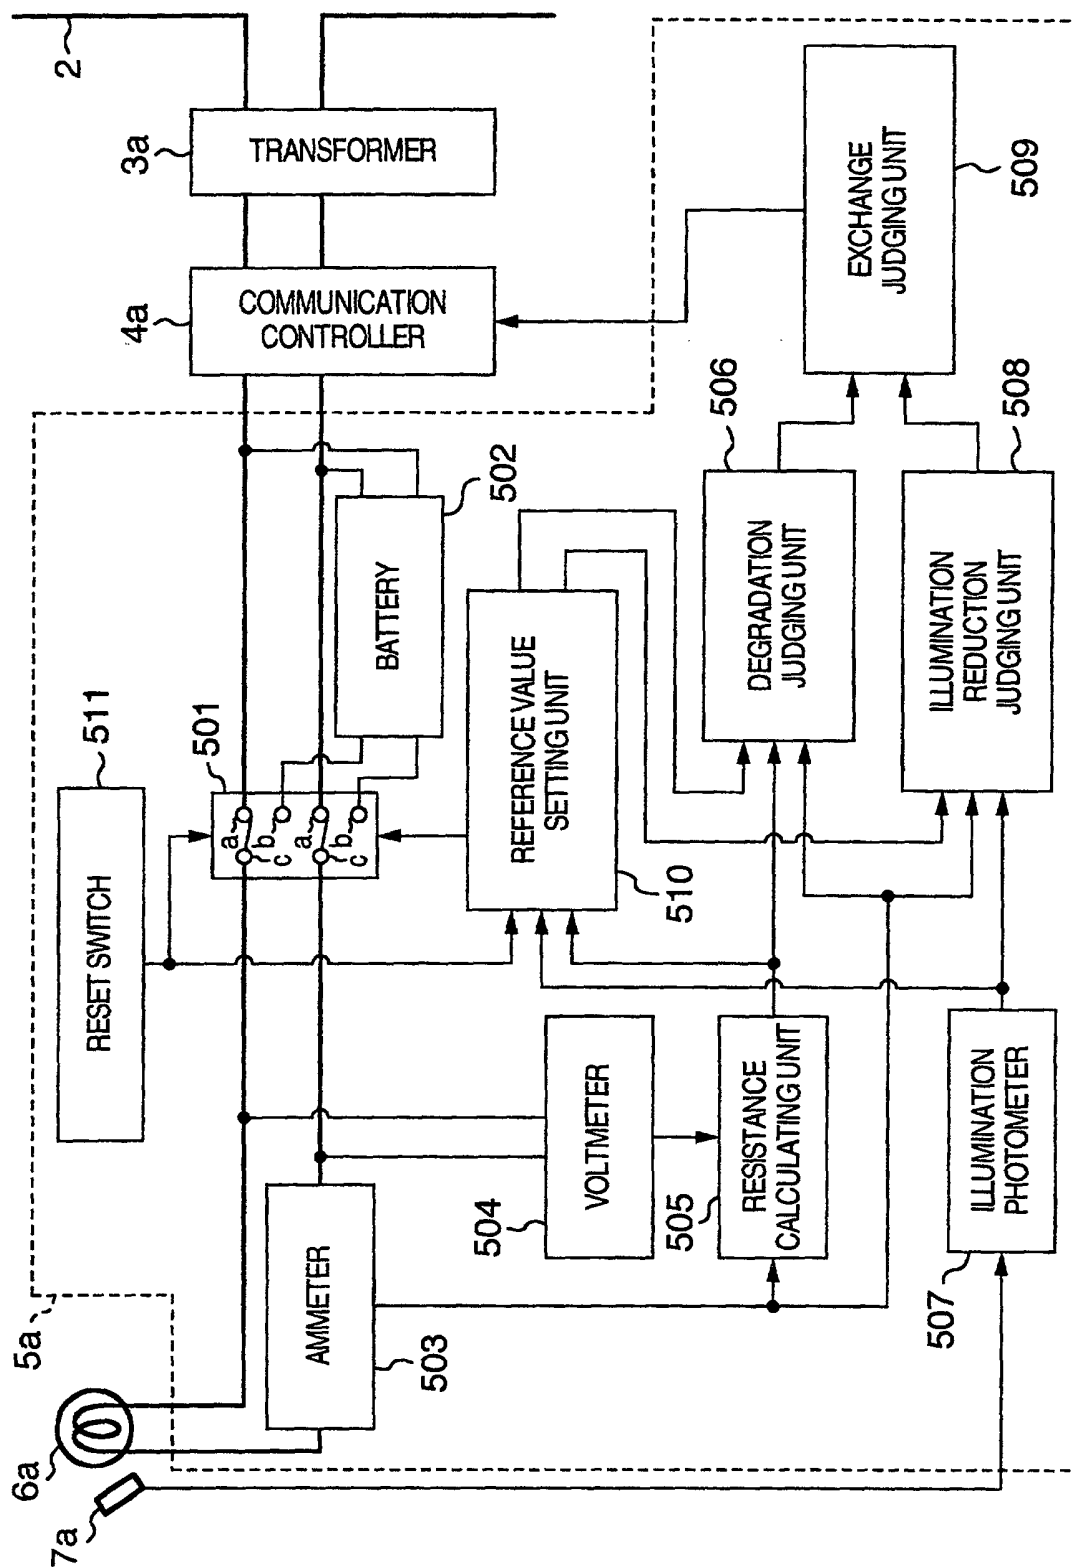 2
3a
TRANSFORMER
4a
COMMUNICATION
CONTROLLER
5a
6a
7a
RESET SWITCH
511
501
a
b
c
a
b
c
BATTERY
502
AMMETER
503
VOLTMETER
504
RESISTANCE
CALCULATING UNIT
505
REFERENCE VALUE
SETTING UNIT
510
DEGRADATION
JUDGING UNIT
506
ILLUMINATION
PHOTOMETER
507
ILLUMINATION
REDUCTION
JUDGING UNIT
508
EXCHANGE
JUDGING UNIT
509